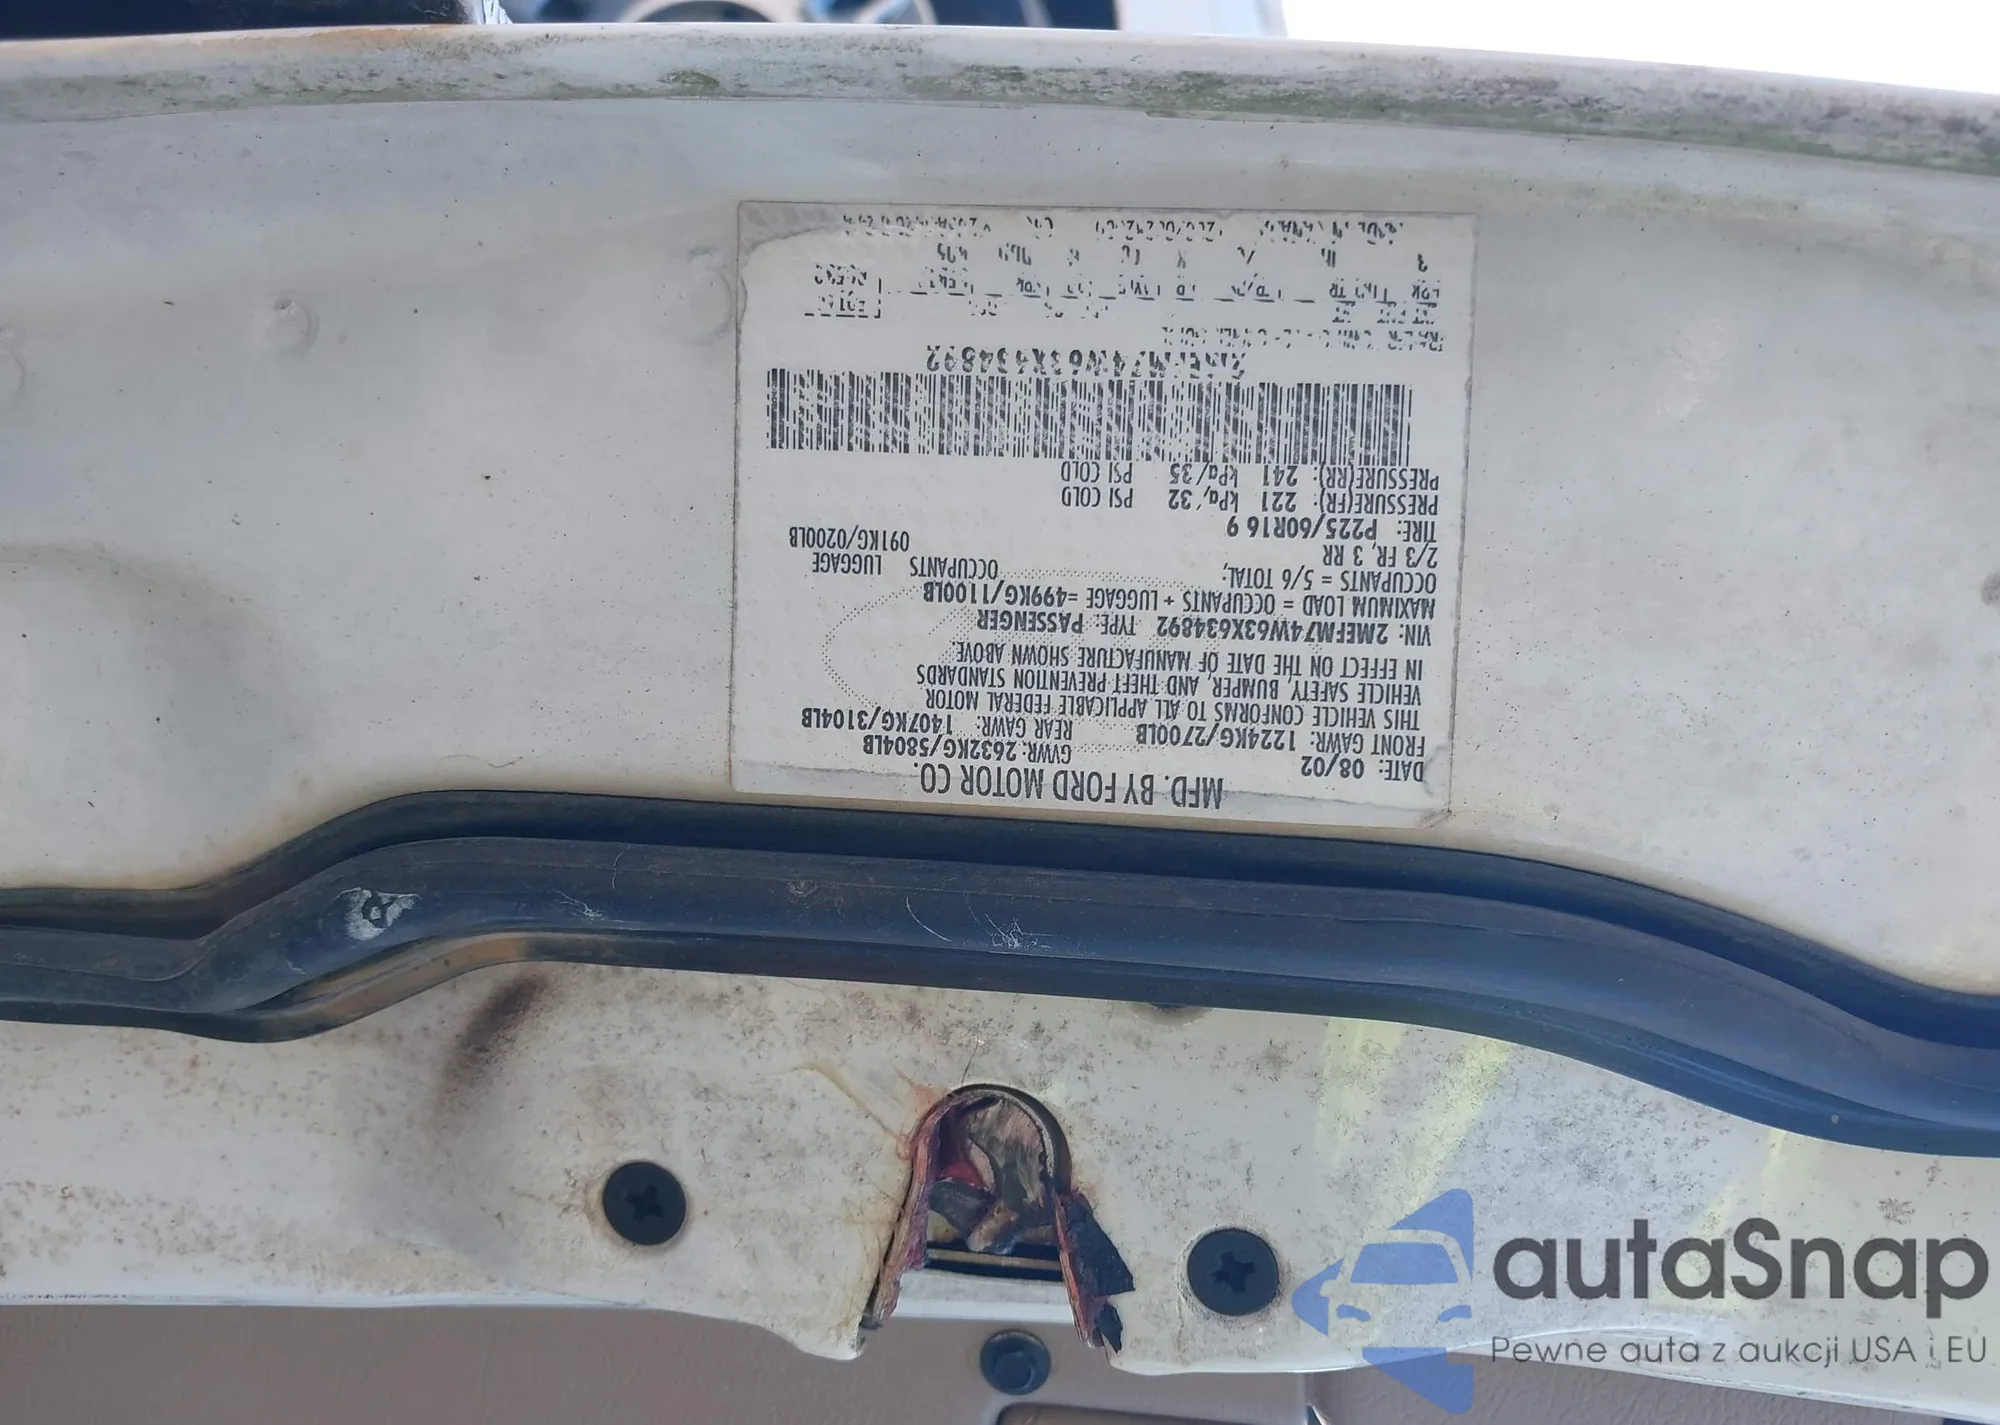 MFD. BY FORD MOTOR CO.
DATE: 08/02 GVWR: 2632KG/5804LB
FRONT GAWR: 1224KG/2700LB REAR GAWR: 1407KG/3104LB
THIS VEHICLE CONFORMS TO ALL APPLICABLE FEDERAL MOTOR
VEHICLE SAFETY, BUMPER, AND THEFT PREVENTION STANDARDS
IN EFFECT ON THE DATE OF MANUFACTURE SHOWN ABOVE.
VIN: 2MEFM74W63X634892 TYPE: PASSENGER
MAXIMUM LOAD = OCCUPANTS + LUGGAGE =499KG/1100LB
OCCUPANTS = 5/6 TOTAL, OCCUPANTS LUGGAGE
2/3 FR, 3 RR 091KG/0200LB
TIRE: P225/60R16 9
PRESSURE(FR): 221 kPa/32 PSI COLD
PRESSURE(RR): 241 kPa/35 PSI COLD
2MEFM74W63X634892
autaSnap
Pewne auta z aukcji USA i EU